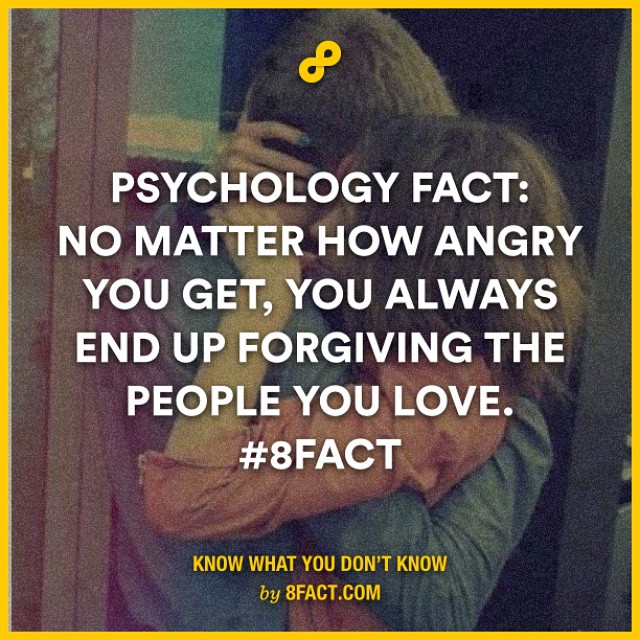 PSYCHOLOGY FACT:
NO MATTER HOW ANGRY
YOU GET, YOU ALWAYS
END UP FORGIVING THE
PEOPLE YOU LOVE.
#8FACT
KNOW WHAT YOU DON'T KNOW
by 8FACT.COM